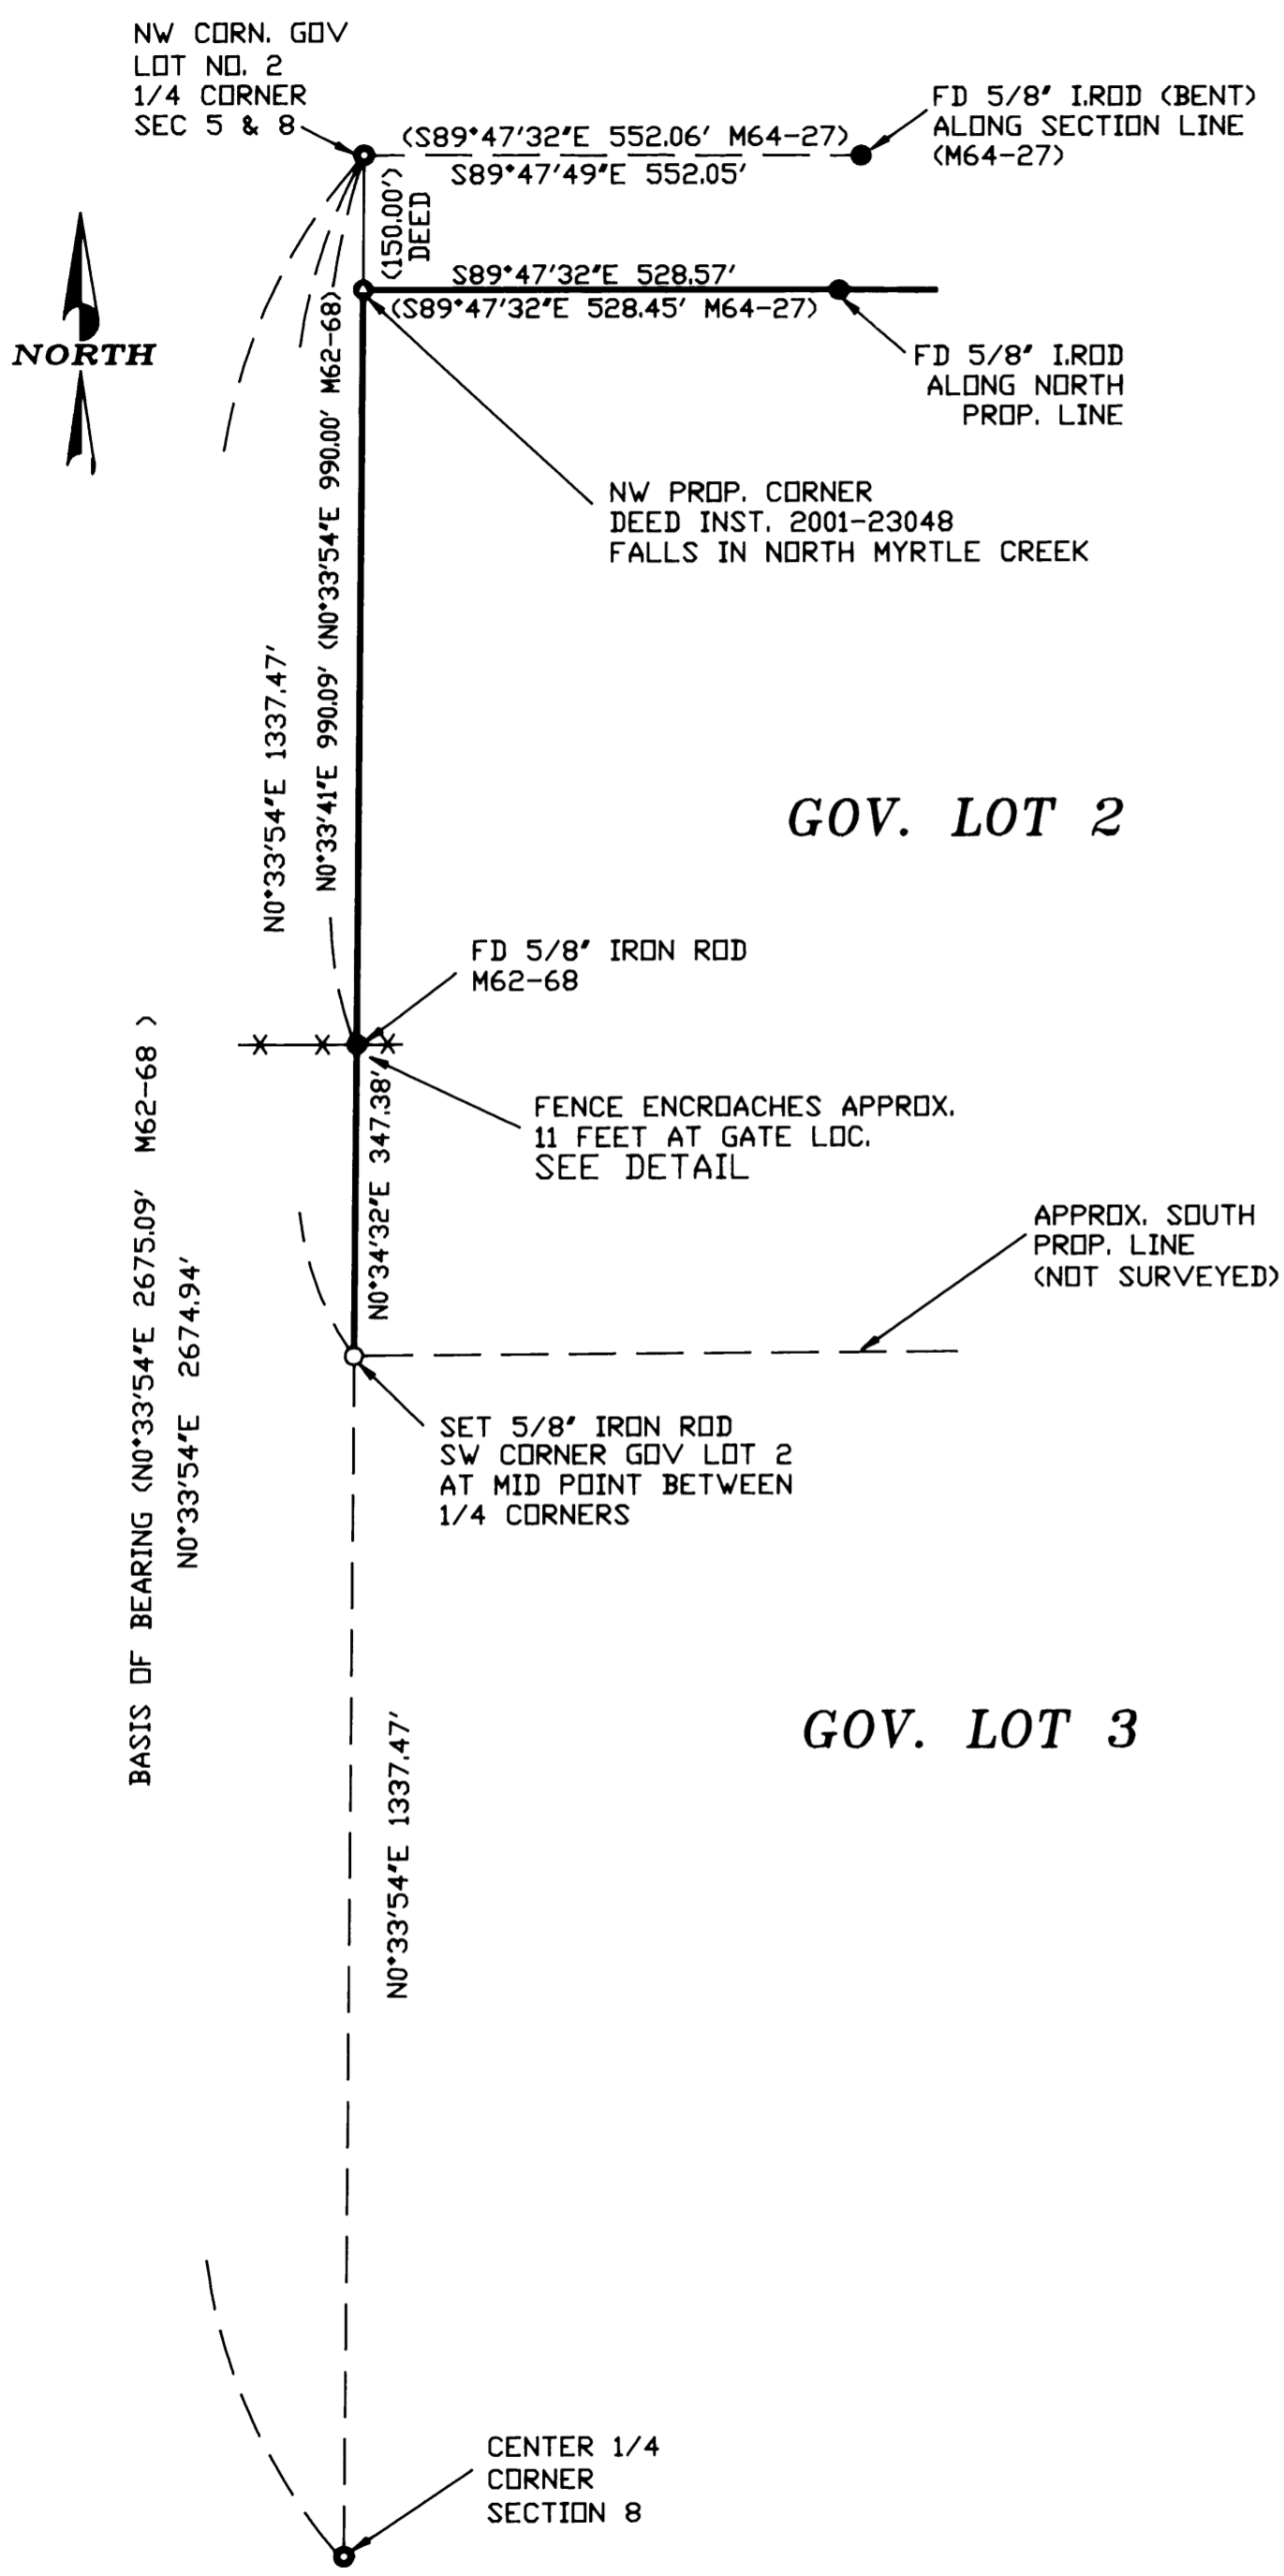 NW CORN. GOV
LOT NO. 2
1/4 CORNER
SEC 5 & 8
FD 5/8" I.ROD (BENT)
ALONG SECTION LINE
(M64-27)
(S89°47'32"E 552.06' M64-27)
S89°47'49"E 552.05'
(150.00')
DEED
NORTH
S89°47'32"E 528.57'
(S89°47'32"E 528.45' M64-27)
FD 5/8" I.ROD
ALONG NORTH
PROP. LINE
NW PROP. CORNER
DEED INST. 2001-23048
FALLS IN NORTH MYRTLE CREEK
N0°33'54"E 1337.47'
N0°33'41"E 990.09' (N0°33'54"E 990.00' M62-68)
GOV. LOT 2
FD 5/8" IRON ROD
M62-68
FENCE ENCROACHES APPROX.
11 FEET AT GATE LOC.
SEE DETAIL
N0°34'32"E 347.38'
BASIS OF BEARING (N0°33'54"E 2675.09' M62-68 )
N0°33'54"E 2674.94'
APPROX. SOUTH
PROP. LINE
(NOT SURVEYED)
SET 5/8" IRON ROD
SW CORNER GOV LOT 2
AT MID POINT BETWEEN
1/4 CORNERS
GOV. LOT 3
N0°33'54"E 1337.47'
CENTER 1/4
CORNER
SECTION 8